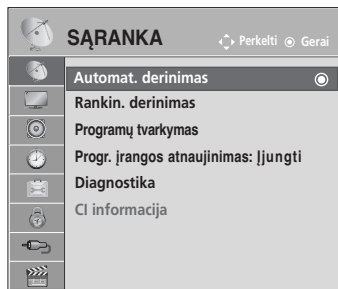 SĄRANKA
Perkelti Gerai
Automat. derinimas
Rankin. derinimas
Programų tvarkymas
Progr. įrangos atnaujinimas: Įjungti
Diagnostika
CI informacija